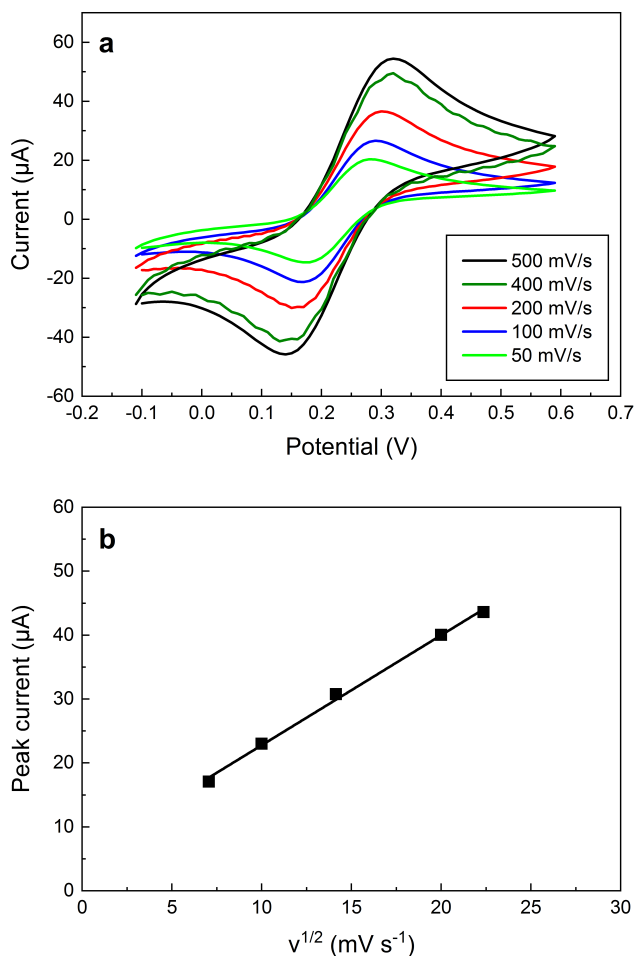 a
60
40
20
0
-20
-40
-60
Current (µA)
500 mV/s
400 mV/s
200 mV/s
100 mV/s
50 mV/s
-0.2 -0.1 0.0 0.1 0.2 0.3 0.4 0.5 0.6 0.7
Potential (V)
b
60
50
40
30
20
10
0
Peak current (µA)
0 5 10 15 20 25 30
v^{1/2} (mV s^{-1})